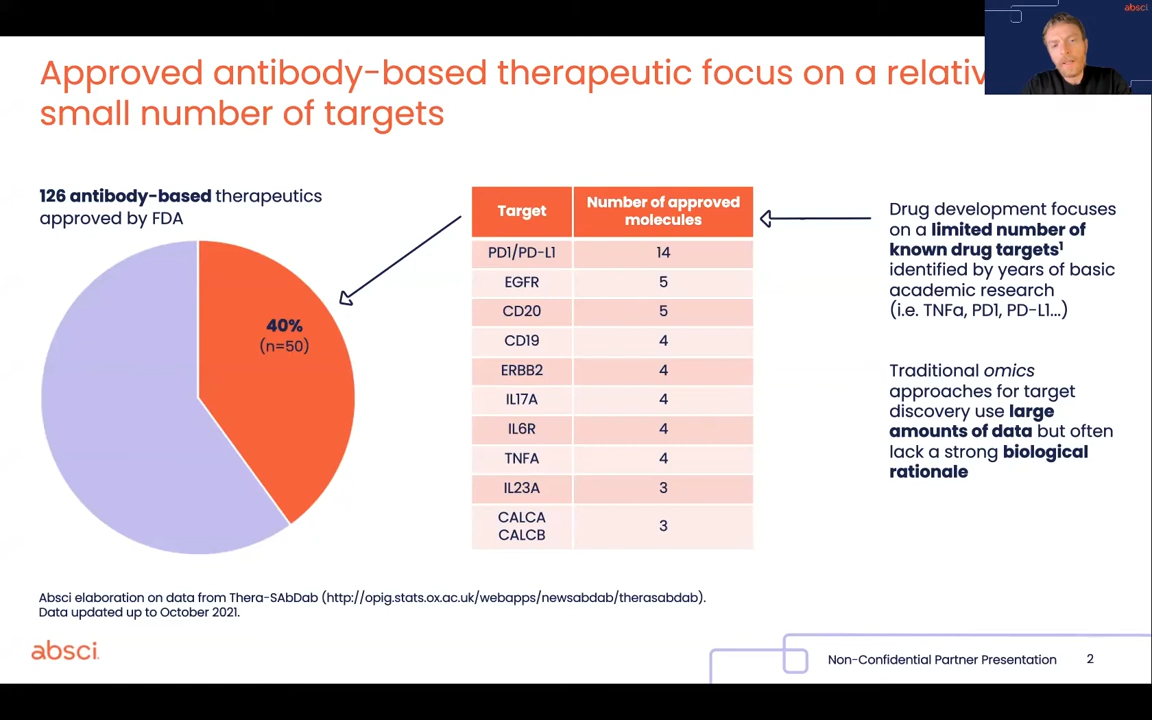 absci
Approved antibody-based therapeutic focus on a relativ
small number of targets
126 antibody-based therapeutics
approved by FDA
40%
(n=50)
Target
Number of approved
molecules
PD1/PD-L1 14
EGFR 5
CD20 5
CD19 4
ERBB2 4
IL17A 4
IL6R 4
TNFA 4
IL23A 3
CALCA
CALCB
3
Drug development focuses
on a limited number of
known drug targets¹
identified by years of basic
academic research
(i.e. TNFa, PD1, PD-L1...)
Traditional omics
approaches for target
discovery use large
amounts of data but often
lack a strong biological
rationale
Absci elaboration on data from Thera-SAbDab (http://opig.stats.ox.ac.uk/webapps/newsabdab/therasabdab).
Data updated up to October 2021.
absci.
Non-Confidential Partner Presentation 2